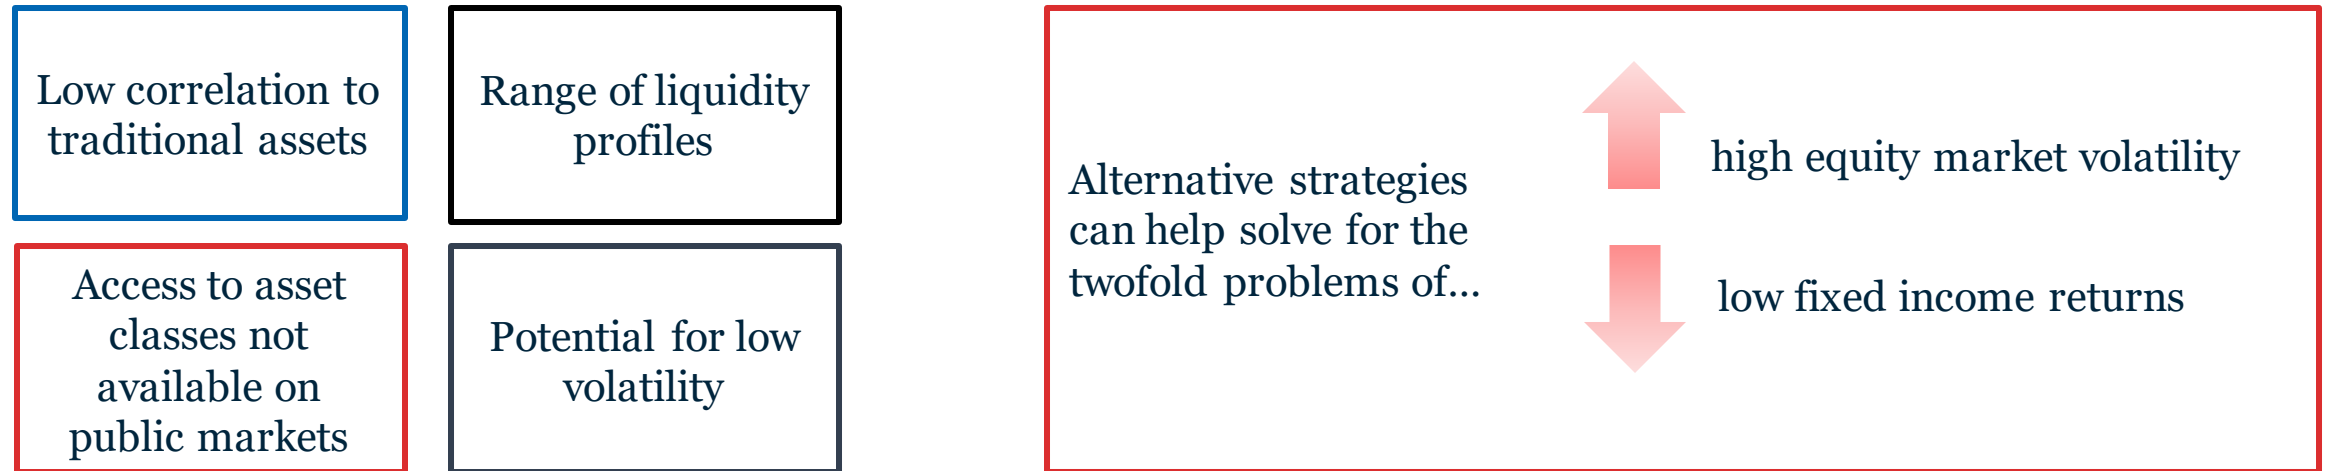 Low correlation to
traditional assets
Range of liquidity
profiles
Access to asset
classes not
available on
public markets
Potential for low
volatility
Alternative strategies
can help solve for the
twofold problems of...
high equity market volatility
low fixed income returns